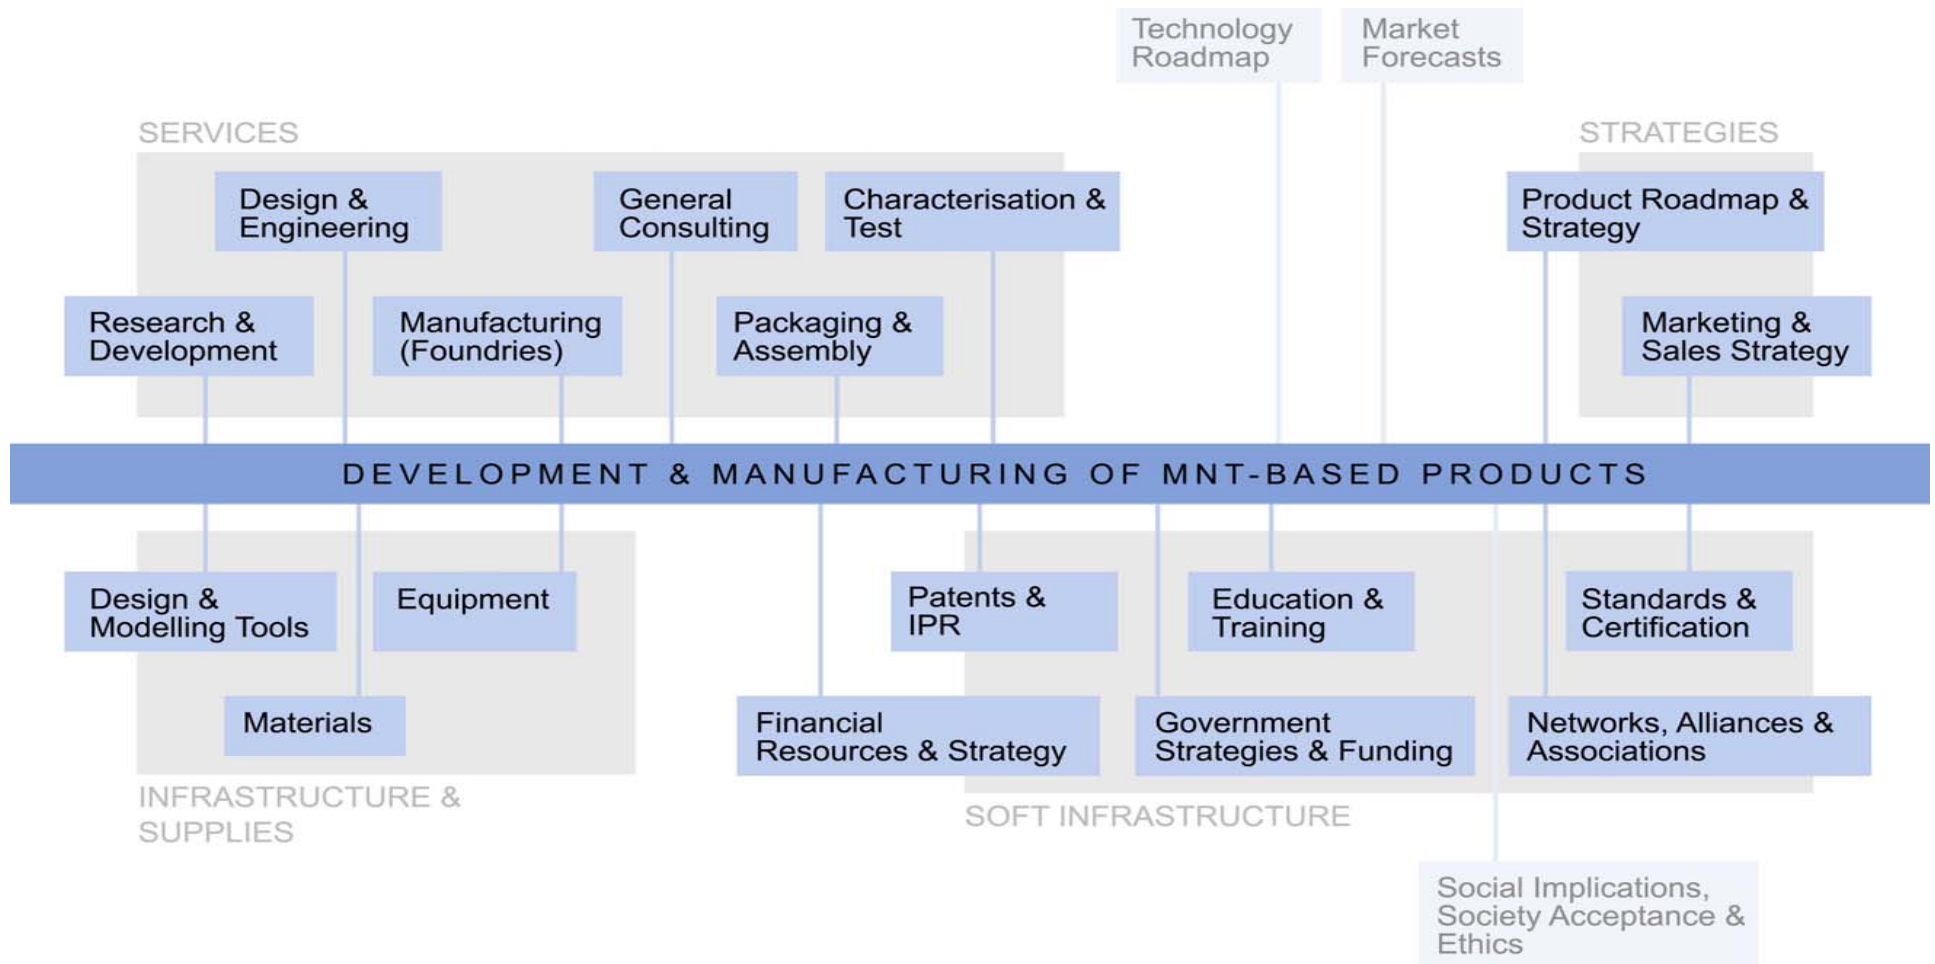 Technology
Roadmap
Market
Forecasts
SERVICES
STRATEGIES
Design &
Engineering
General
Consulting
Characterisation &
Test
Product Roadmap &
Strategy
Research &
Development
Manufacturing
(Foundries)
Packaging &
Assembly
Marketing &
Sales Strategy
DEVELOPMENT & MANUFACTURING OF MNT-BASED PRODUCTS
Design &
Modelling Tools
Equipment
Patents &
IPR
Education &
Training
Standards &
Certification
Materials
Financial
Resources & Strategy
Government
Strategies & Funding
Networks, Alliances &
Associations
INFRASTRUCTURE &
SUPPLIES
SOFT INFRASTRUCTURE
Social Implications,
Society Acceptance &
Ethics